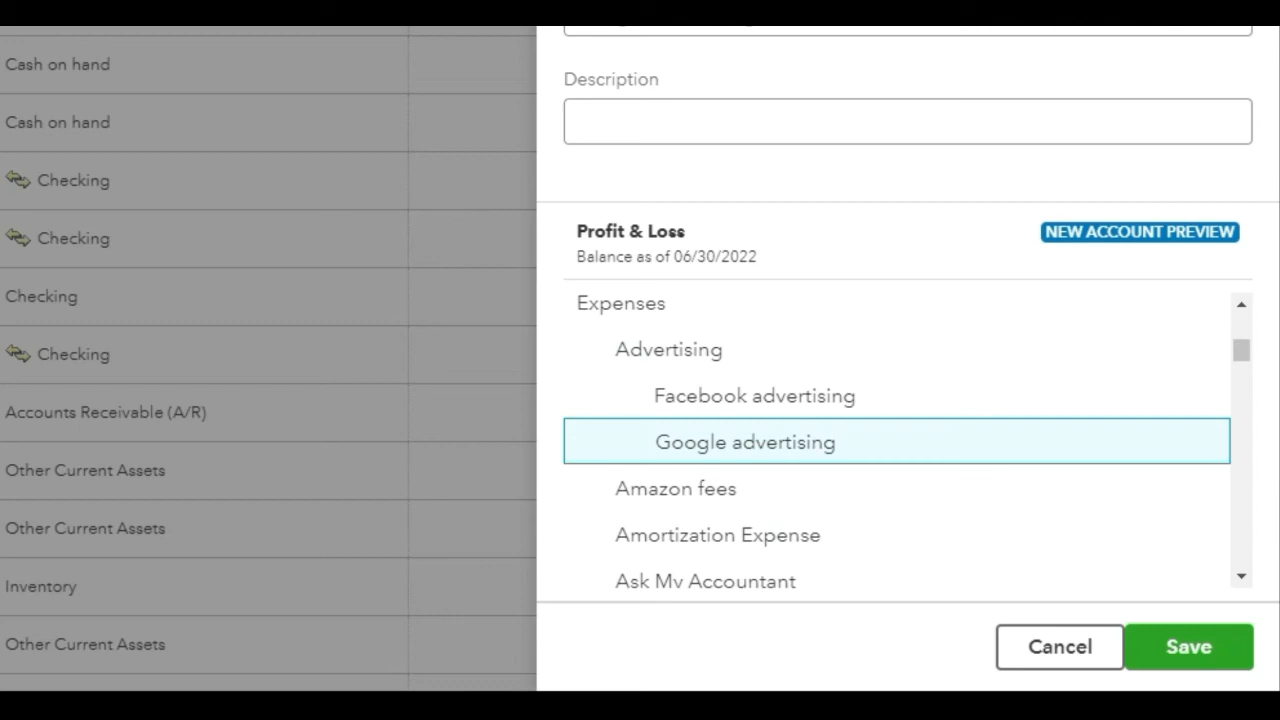 Cash on hand
Cash on hand
Checking
Checking
Checking
Checking
Accounts Receivable (A/R)
Other Current Assets
Other Current Assets
Inventory
Other Current Assets
Description
Profit & Loss
NEW ACCOUNT PREVIEW
Balance as of 06/30/2022
Expenses
Advertising
Facebook advertising
Google advertising
Amazon fees
Amortization Expense
Ask My Accountant
Cancel
Save